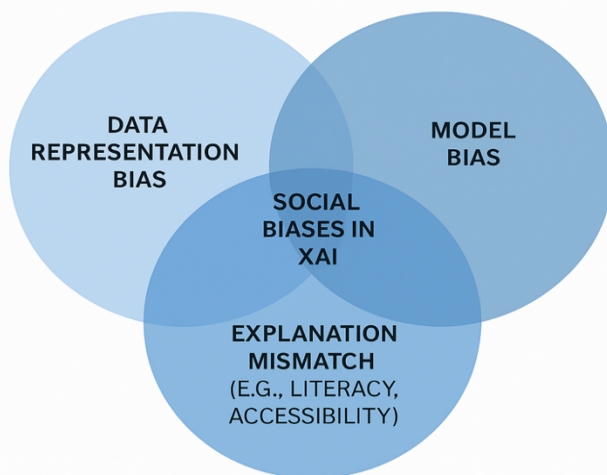 DATA
REPRESENTATION
BIAS
MODEL
BIAS
SOCIAL
BIASES IN
XAI
EXPLANATION
MISMATCH
(E.G., LITERACY,
ACCESSIBILITY)